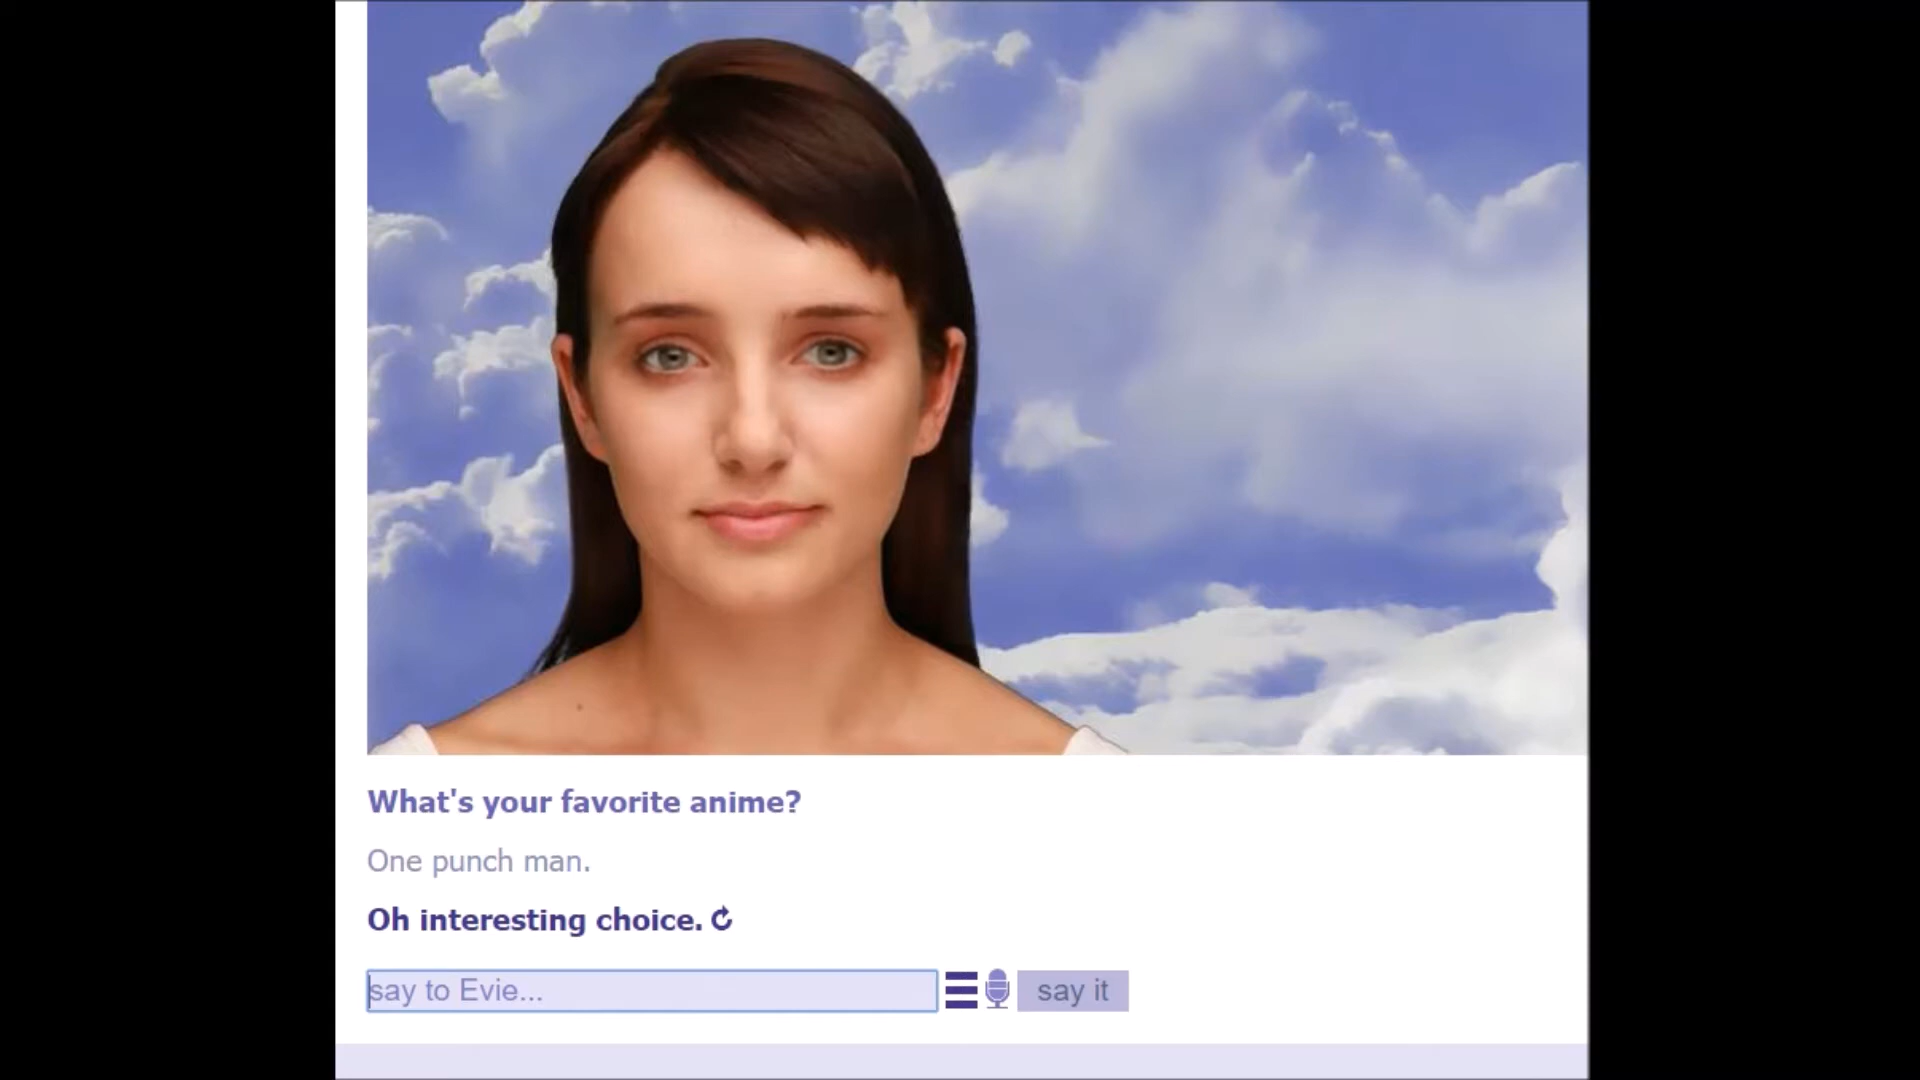 What's your favorite anime?
One punch man.
Oh interesting choice.
say to Evie...
say it